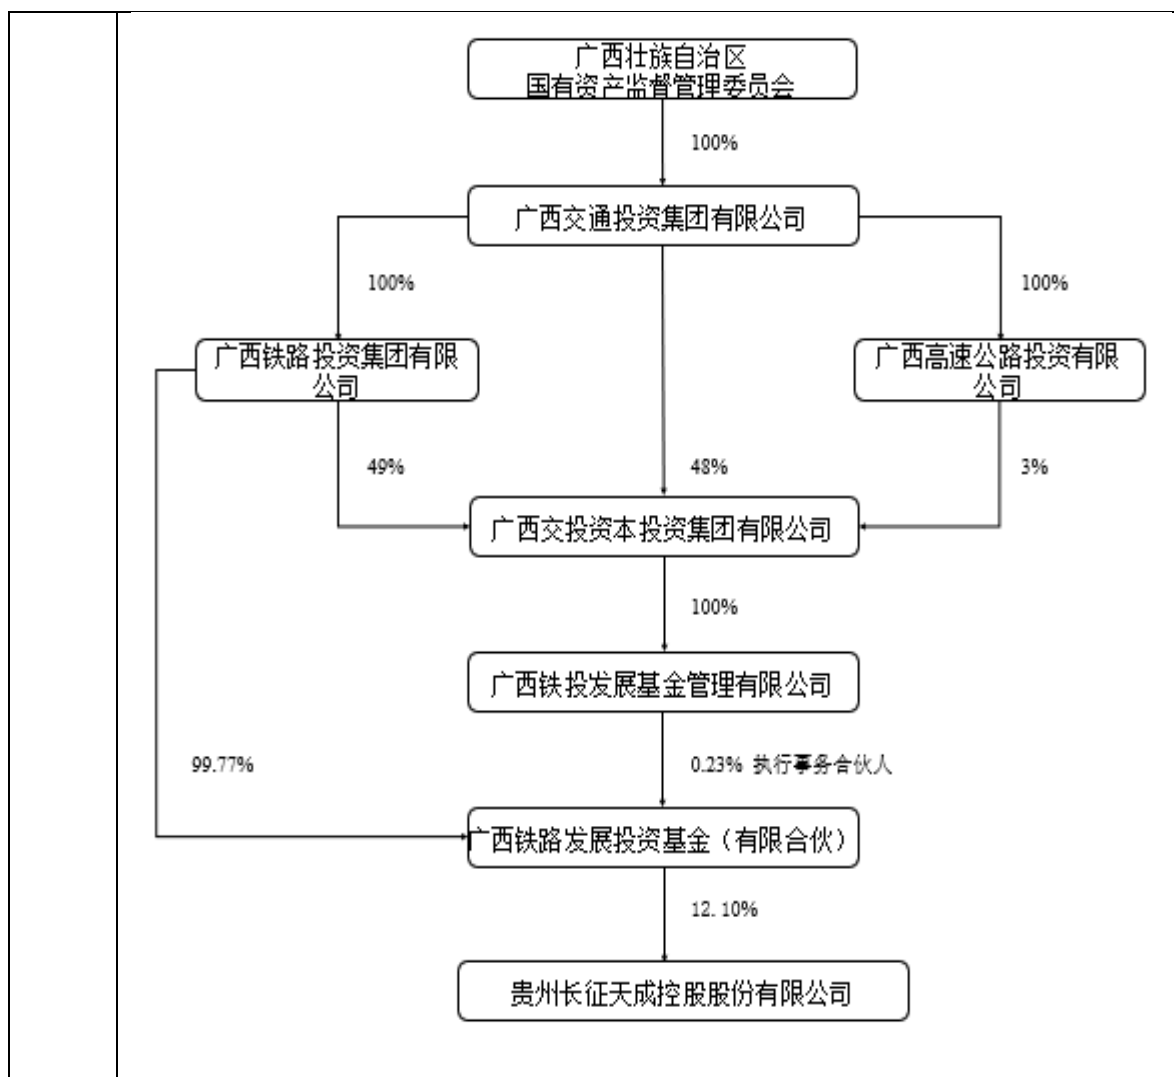 广西壮族自治区
国有资产监督管理委员会
100%
广西交通投资集团有限公司
100%
100%
广西铁路投资集团有限
公司
广西高速公路投资有限
公司
49%
48%
3%
广西交投资本投资集团有限公司
100%
广西铁投发展基金管理有限公司
99.77%
0.23% 执行事务合伙人
广西铁路发展投资基金（有限合伙）
12.10%
贵州长征天成控股股份有限公司